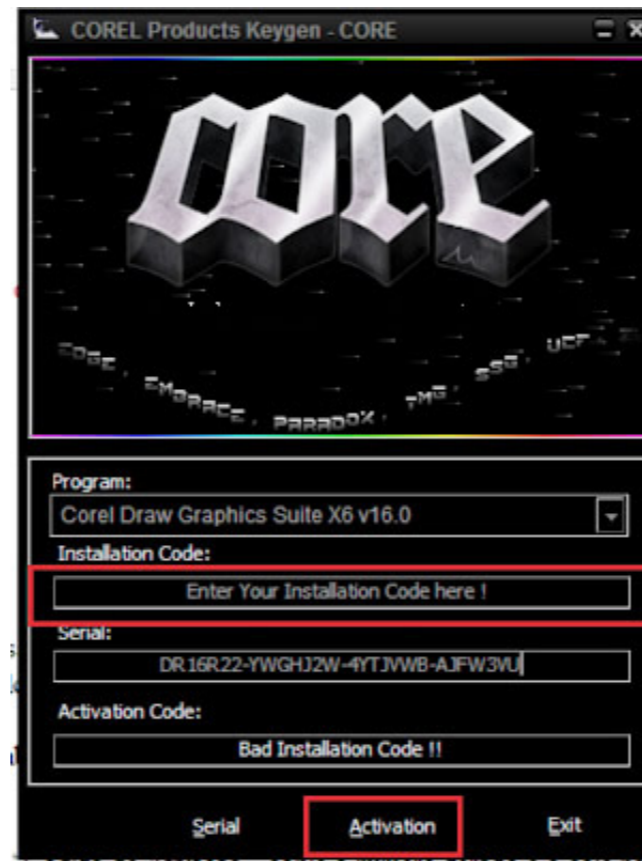 COREL Products Keygen - CORE
core
EDGE, EMBRACE, PARADOX, TMG, SSG, UCF
Program:
Corel Draw Graphics Suite X6 v16.0
Installation Code:
Enter Your Installation Code here !
Serial:
DR16R22-YWGHJ2W-4YTJVWB-AJFW3VU
Activation Code:
Bad Installation Code !!
Serial Activation Exit